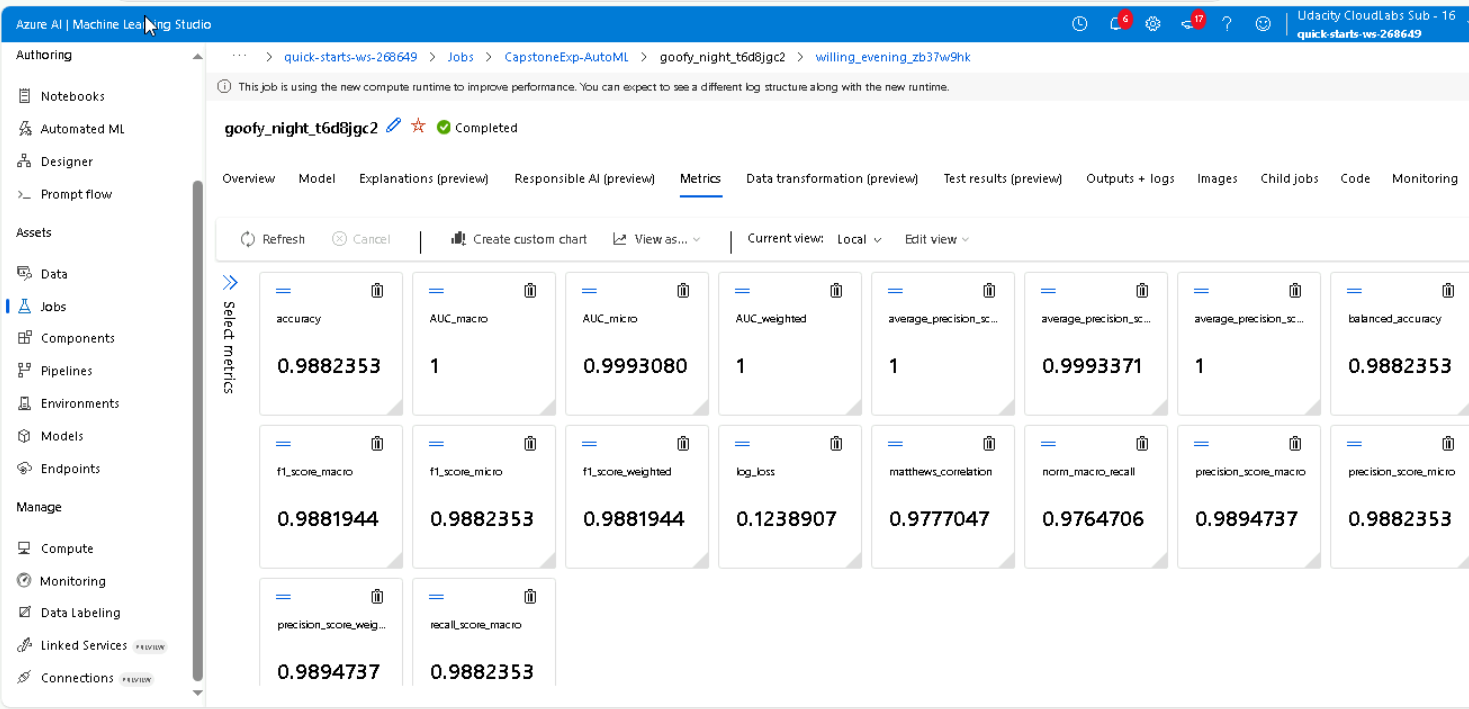 Azure AI | Machine Learning Studio
6
17
Udacity CloudLabs Sub - 16
quick-starts-ws-268649
Authoring
Notebooks
Automated ML
Designer
Prompt flow
Assets
Data
Jobs
Components
Pipelines
Environments
Models
Endpoints
Manage
Compute
Monitoring
Data Labeling
Linked Services PREVIEW
Connections PREVIEW
... > quick-starts-ws-268649 > Jobs > CapstoneExp-AutoML > goofy_night_t6d8jgc2 > willing_evening_zb37w9hk
This job is using the new compute runtime to improve performance. You can expect to see a different log structure along with the new runtime.
goofy_night_t6d8jgc2 Completed
Overview Model Explanations (preview) Responsible AI (preview) Metrics Data transformation (preview) Test results (preview) Outputs + logs Images Child jobs Code Monitoring
Refresh Cancel Create custom chart View as... Current view: Local Edit view
Select metrics
accuracy AUC_macro AUC_micro AUC_weighted average_precision_sc... average_precision_sc... average_precision_sc... balanced_accuracy
0.9882353 1 0.9993080 1 1 0.9993371 1 0.9882353
f1_score_macro f1_score_micro f1_score_weighted log_loss matthews_correlation norm_macro_recall precision_score_macro precision_score_micro
0.9881944 0.9882353 0.9881944 0.1238907 0.9777047 0.9764706 0.9894737 0.9882353
precision_score_weig... recall_score_macro
0.9894737 0.9882353